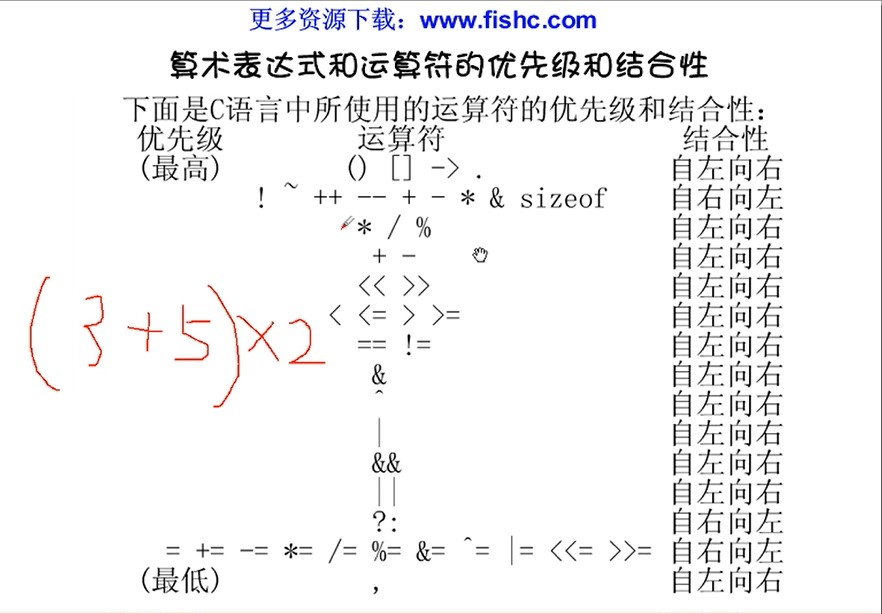 更多资源下载：www.fishc.com
算术表达式和运算符的优先级和结合性
下面是C语言中所使用的运算符的优先级和结合性：
优先级 运算符 结合性
(最高) () [] -> . 自左向右
! ~ ++ -- + - * & sizeof 自右向左
* / % 自左向右
+ - 自左向右
<< >> 自左向右
< <= > >= 自左向右
== != 自左向右
& 自左向右
^ 自左向右
| 自左向右
&& 自左向右
|| 自左向右
?: 自右向左
= += -= *= /= %= &= ^= |= <<= >>= 自右向左
(最低) , 自左向右
(3+5)×2